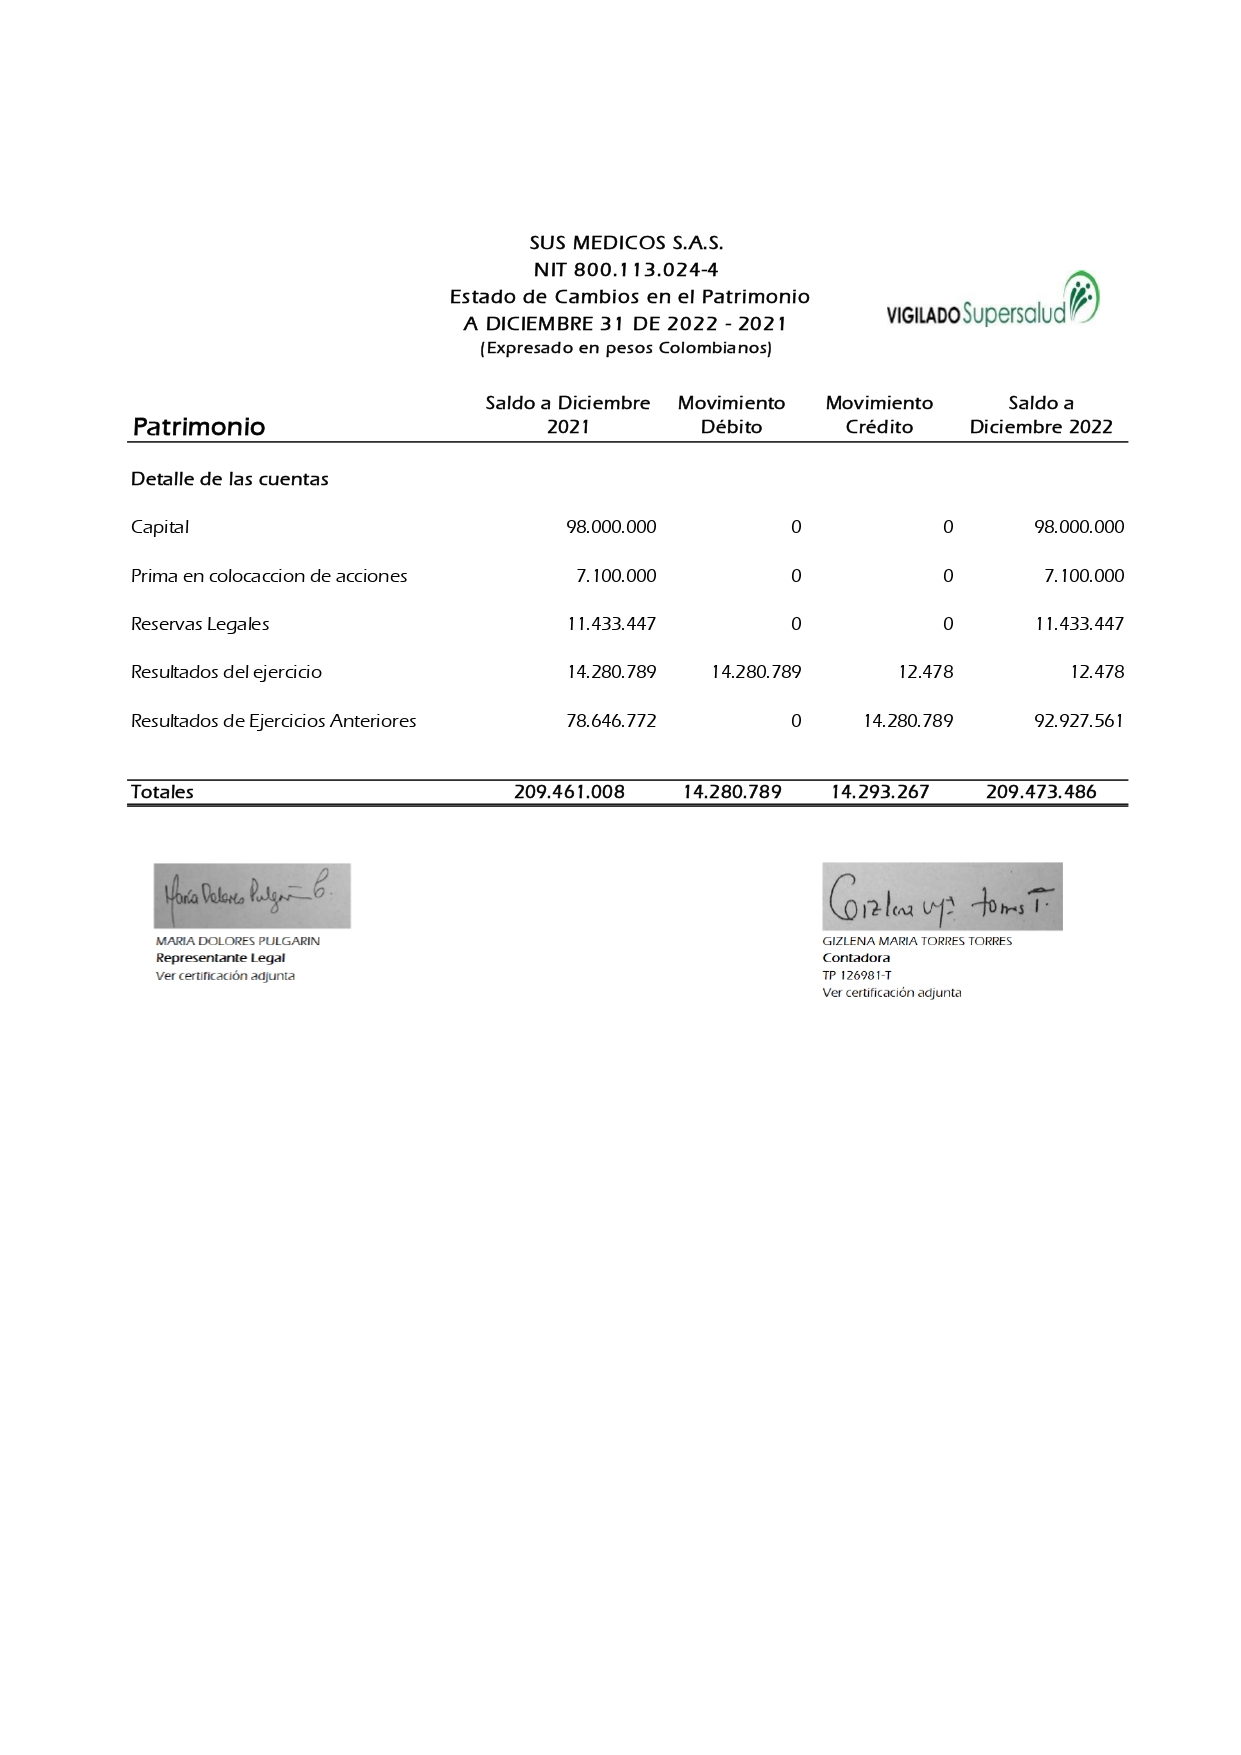 SUS MEDICOS S.A.S.
NIT 800.113.024-4
Estado de Cambios en el Patrimonio
A DICIEMBRE 31 DE 2022 - 2021
(Expresado en pesos Colombianos)
VIGILADO Supersalud
Patrimonio Saldo a Diciembre 2021 Movimiento Débito Movimiento Crédito Saldo a Diciembre 2022
Detalle de las cuentas
Capital 98.000.000 0 0 98.000.000
Prima en colocaccion de acciones 7.100.000 0 0 7.100.000
Reservas Legales 11.433.447 0 0 11.433.447
Resultados del ejercicio 14.280.789 14.280.789 12.478 12.478
Resultados de Ejercicios Anteriores 78.646.772 0 14.280.789 92.927.561
Totales 209.461.008 14.280.789 14.293.267 209.473.486
María Dolores Pulgarín C.
MARIA DOLORES PULGARIN
Representante Legal
Ver certificación adjunta
Gizlena Mª Torres T.
GIZLENA MARIA TORRES TORRES
Contadora
TP 126981-T
Ver certificación adjunta